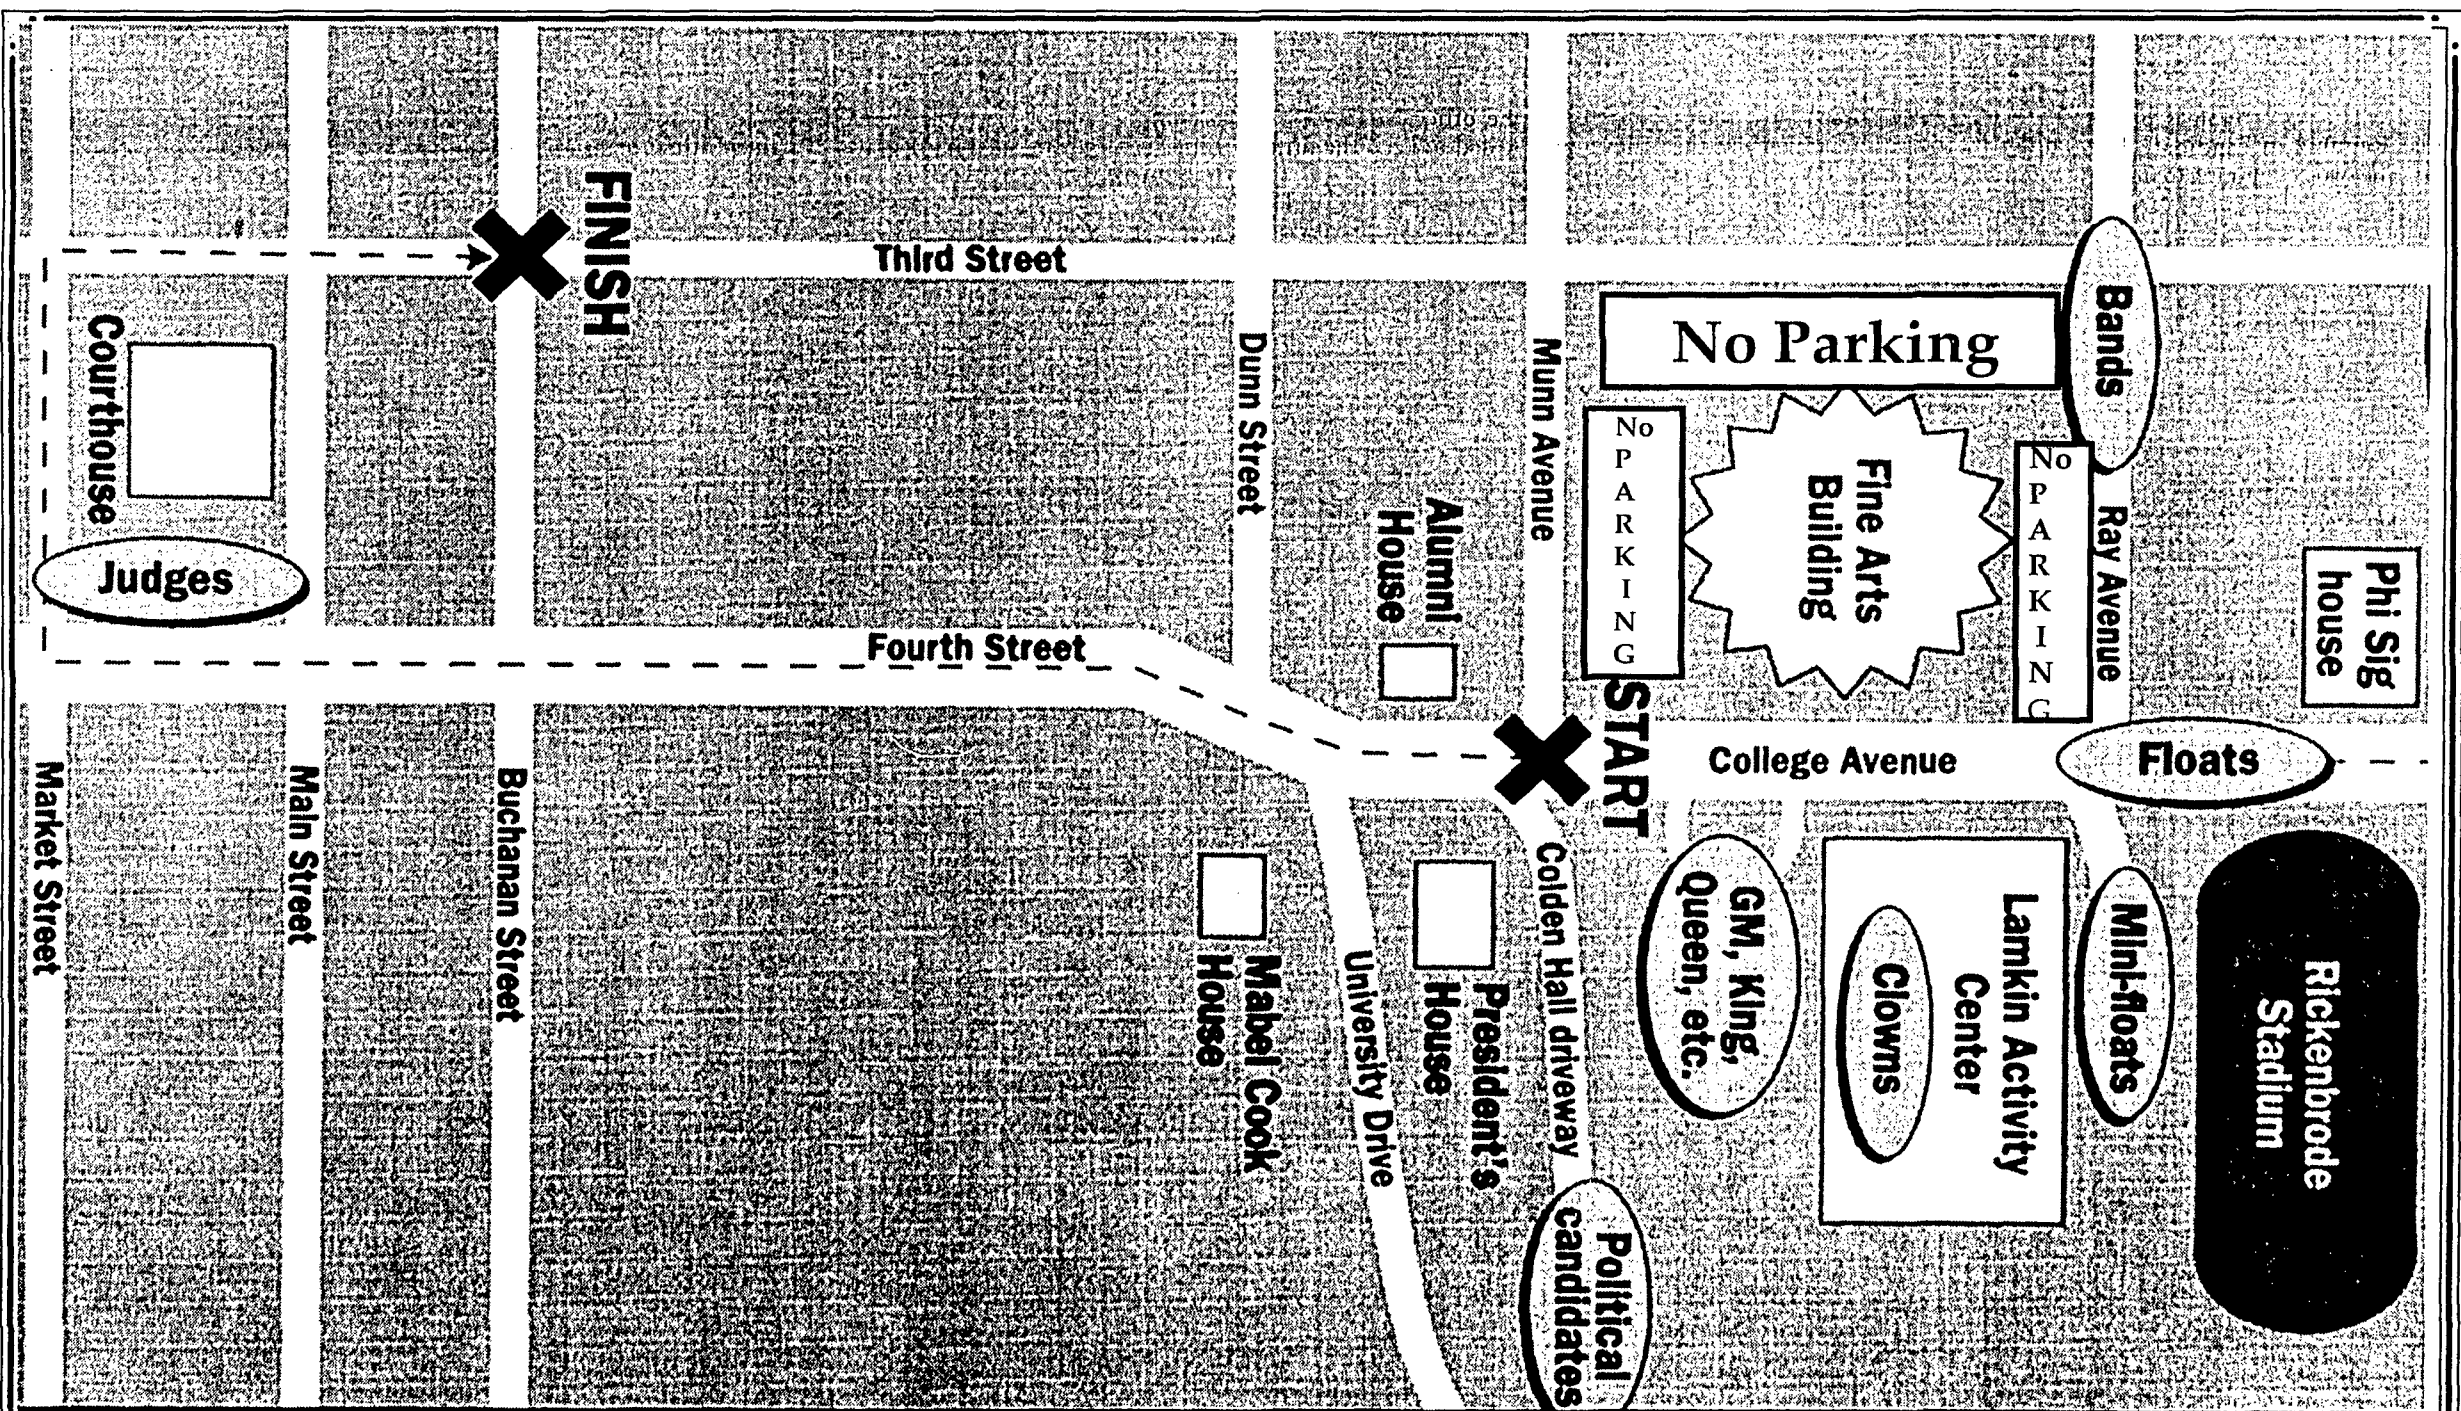 FINISH
Third Street
Bands
No Parking
Courthouse
Dunn Street
Munn Avenue
No
P
A
R
K
I
N
G
Fine Arts
Building
No
P
A
R
K
I
N
G
Ray Avenue
Phi Sig
house
Alumni
House
Judges
Fourth Street
START
College Avenue
Floats
Market Street
Main Street
Buchanan Street
Mabel Cook
House
University Drive
President's
House
Colden Hall driveway
GM, King,
Queen, etc.
Lamkin Activity
Center
Clowns
Mini-floats
Rickenbrode
Stadium
Political
candidates